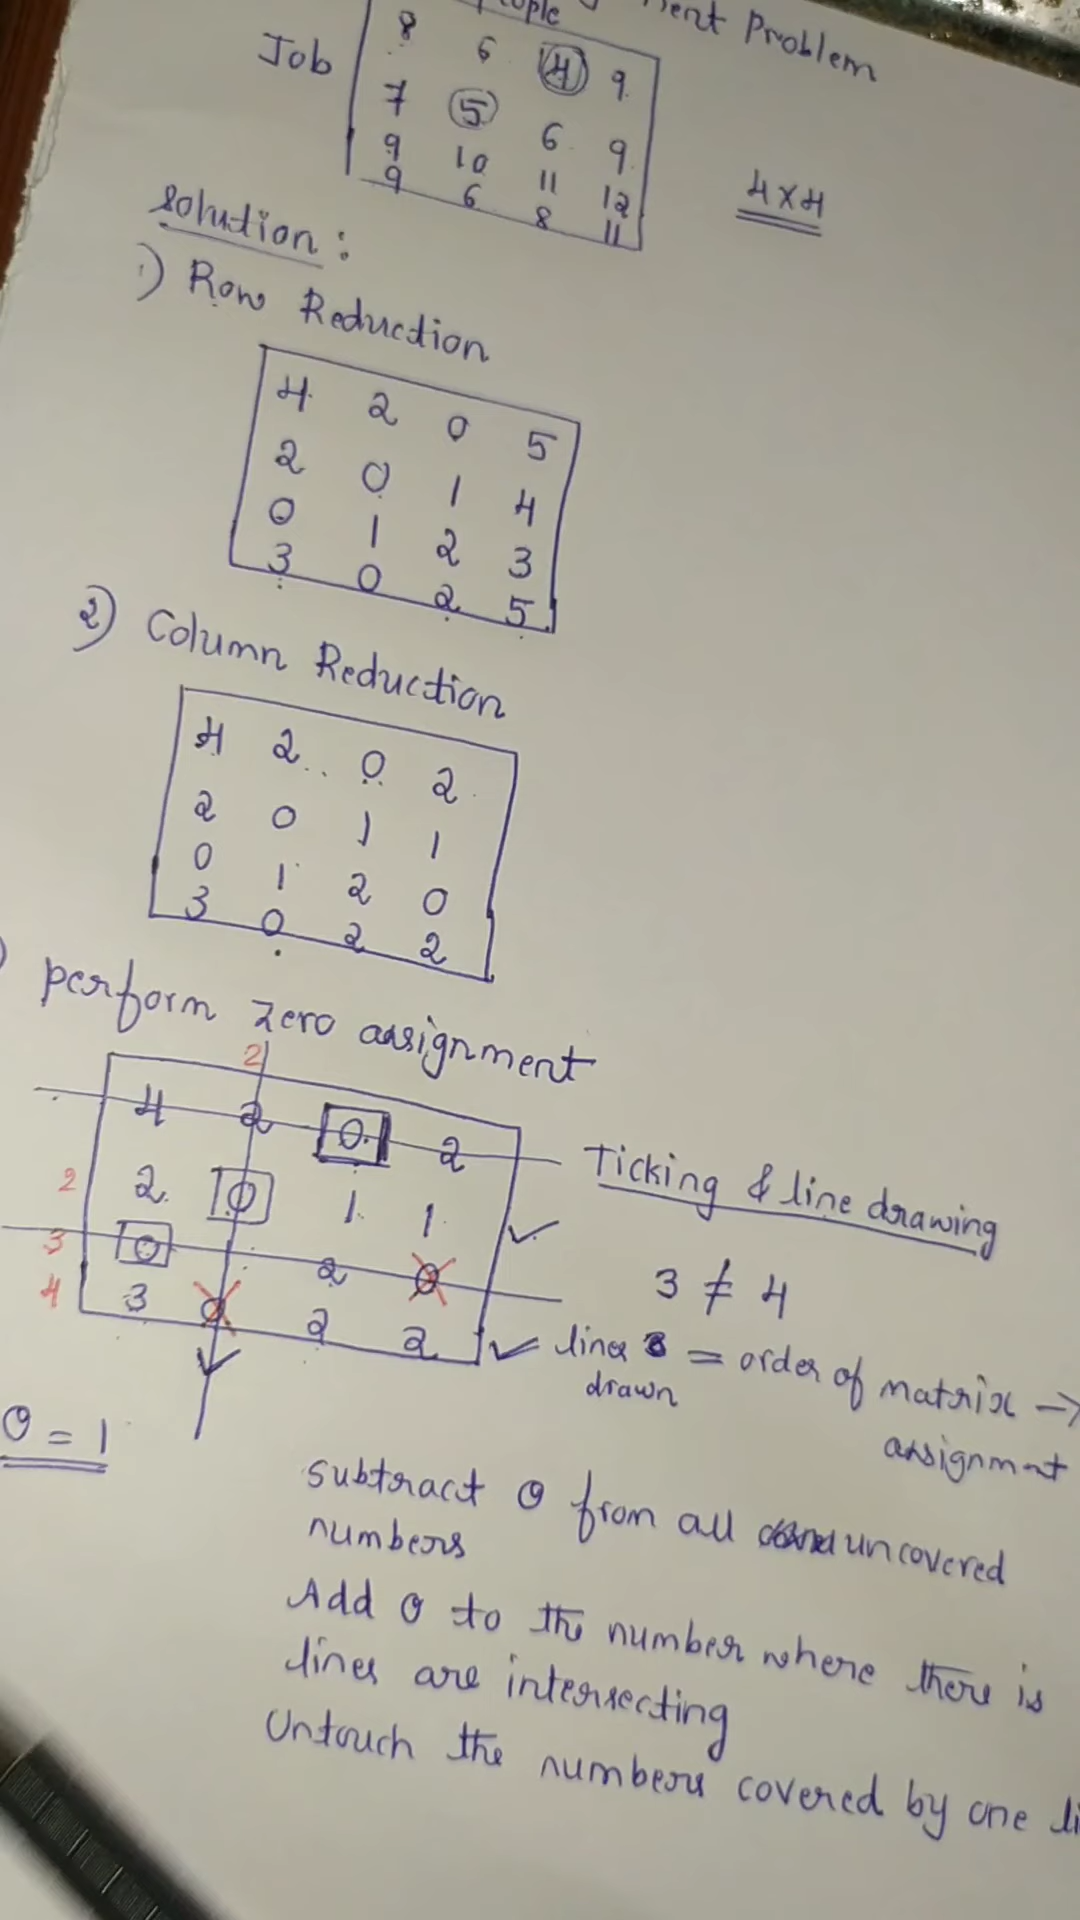 Problem
Job
8 6 4 9
7 5 6 9
9 10 11 12
9 6 8 11
4×4
Solution :
1) Row Reduction
4 2 0 5
2 0 1 4
0 1 2 3
3 0 2 5
2) Column Reduction
4 2 0 2
2 0 1 1
0 1 2 0
3 0 2 2
) perform zero assignment
2
4 2 0 2
2 2 0 1 1 ✓
3 0 2 0
4 3 0 2 2 ✓
Ticking & line drawing
3 ≠ 4
lines = order of matrix →
drawn
assignment
θ = 1
subtract θ from all uncovered
numbers
Add θ to the number where there is
lines are intersecting
Untouch the numbers covered by one